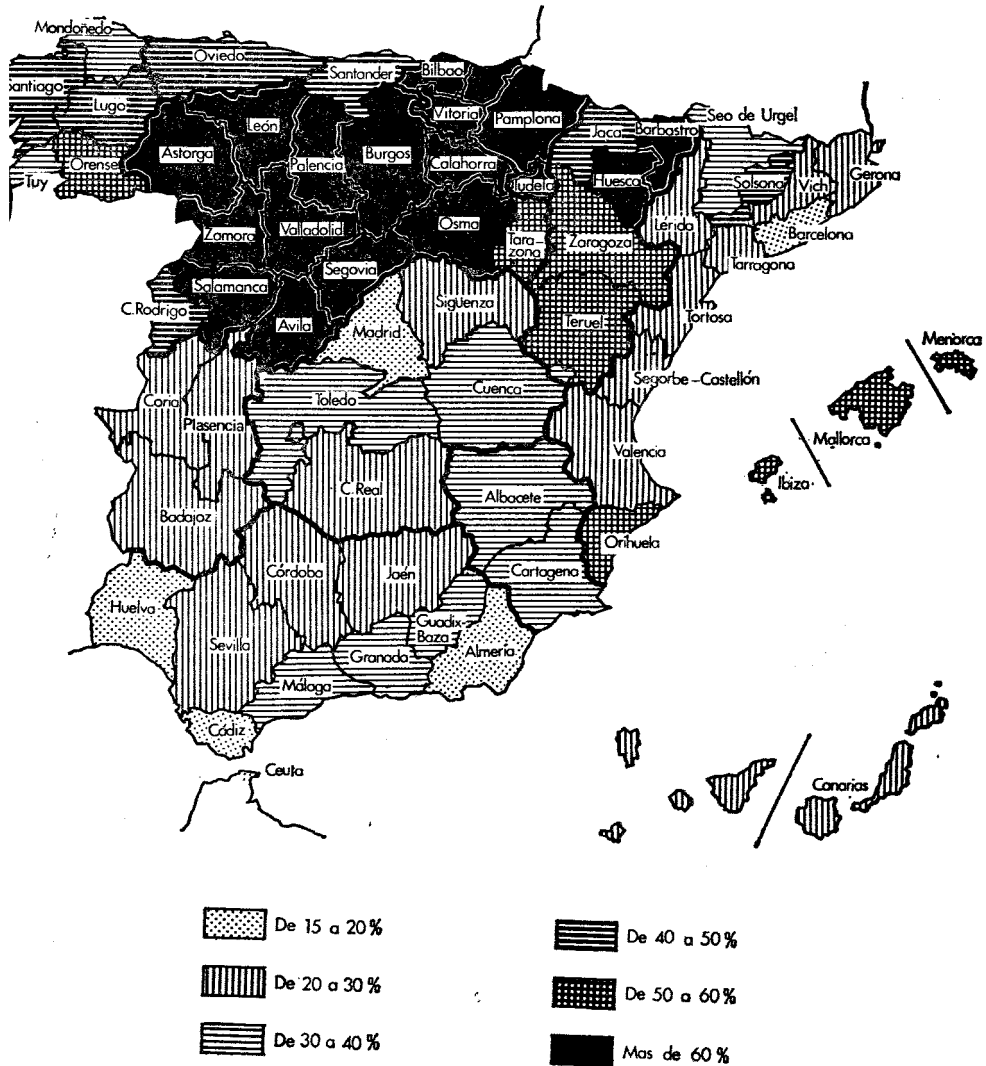 Mondoñedo
Oviedo
Santander
Bilbao
antiago
Lugo
Vitorial
Pamplona
León
Jaca
Barbastro
Seo de Urgel
Astorga
Palencia
Burgos
Calahorra
Orense
Tuy
Tudela
Huesca
Solsona
Vich
Gerona
Zamora
Valladolid
Osma
Tara-
zona
Zaragoza
Lérida
Barcelona
Tarragona
Salamanca
Segovia
C.Rodrigo
Avila
Madrid
Sigüenza
Teruel
Tortosa
Menorca
Coria
Plasencia
Toledo
Cuenca
Segorbe-Castellón
Mallorca
Valencia
Ibiza
C.Real
Albacete
Badajoz
Orihuela
Córdoba
Jaén
Cartagena
Huelva
Sevilla
Guadix-
Baza
Granada
Almería
Málaga
Cádiz
Ceuta
Canarias
De 15 a 20 %
De 20 a 30 %
De 30 a 40 %
De 40 a 50 %
De 50 a 60 %
Mas de 60 %